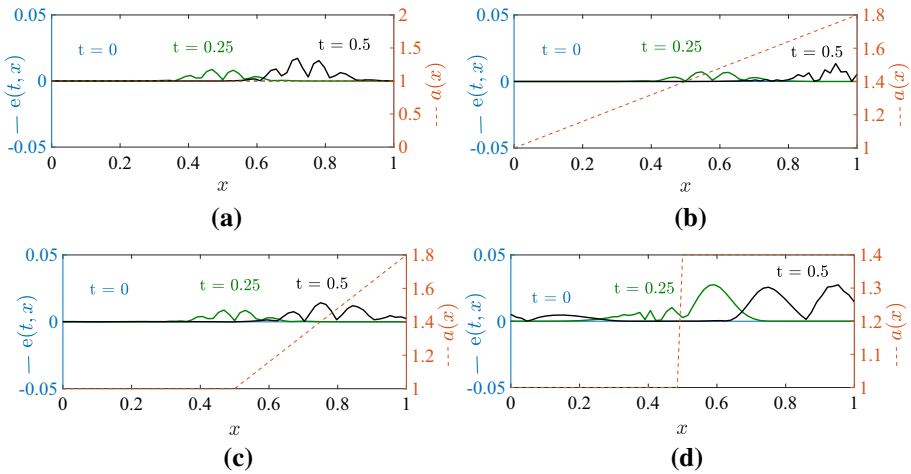 0.05
t = 0
t = 0.25
t = 0.5
2
1.5
0
1
0.5
-0.05
0
0 0.2 0.4 0.6 0.8 1
— e(t, x)
--- a(x)
x
(a)
0.05
t = 0
t = 0.25
t = 0.5
1.8
1.6
0
1.4
1.2
-0.05
1
0 0.2 0.4 0.6 0.8 1
— e(t, x)
--- a(x)
x
(b)
0.05
t = 0
t = 0.25
t = 0.5
1.8
1.6
0
1.4
1.2
-0.05
1
0 0.2 0.4 0.6 0.8 1
— e(t, x)
--- a(x)
x
(c)
0.05
t = 0
t = 0.25
t = 0.5
1.4
1.3
0
1.2
1.1
-0.05
1
0 0.2 0.4 0.6 0.8 1
— e(t, x)
--- a(x)
x
(d)